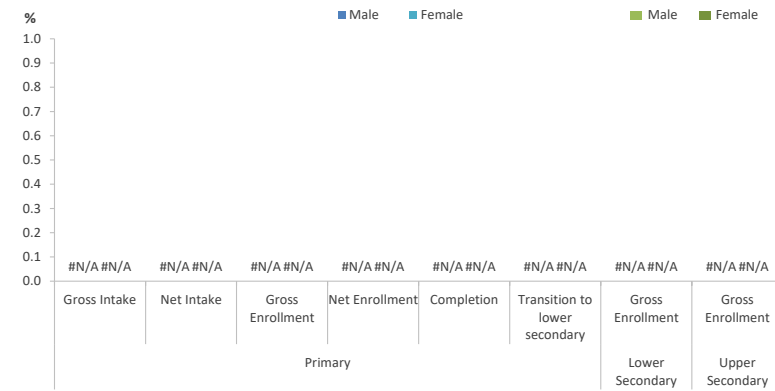 %
Male Female Male Female
1.0
0.9
0.8
0.7
0.6
0.5
0.4
0.3
0.2
0.1
0.0
#N/A #N/A #N/A #N/A #N/A #N/A #N/A #N/A #N/A #N/A #N/A #N/A #N/A #N/A #N/A #N/A
Gross Intake
Net Intake
Gross
Enrollment
Net Enrollment
Completion
Transition to
lower
secondary
Gross
Enrollment
Gross
Enrollment
Primary
Lower
Secondary
Upper
Secondary